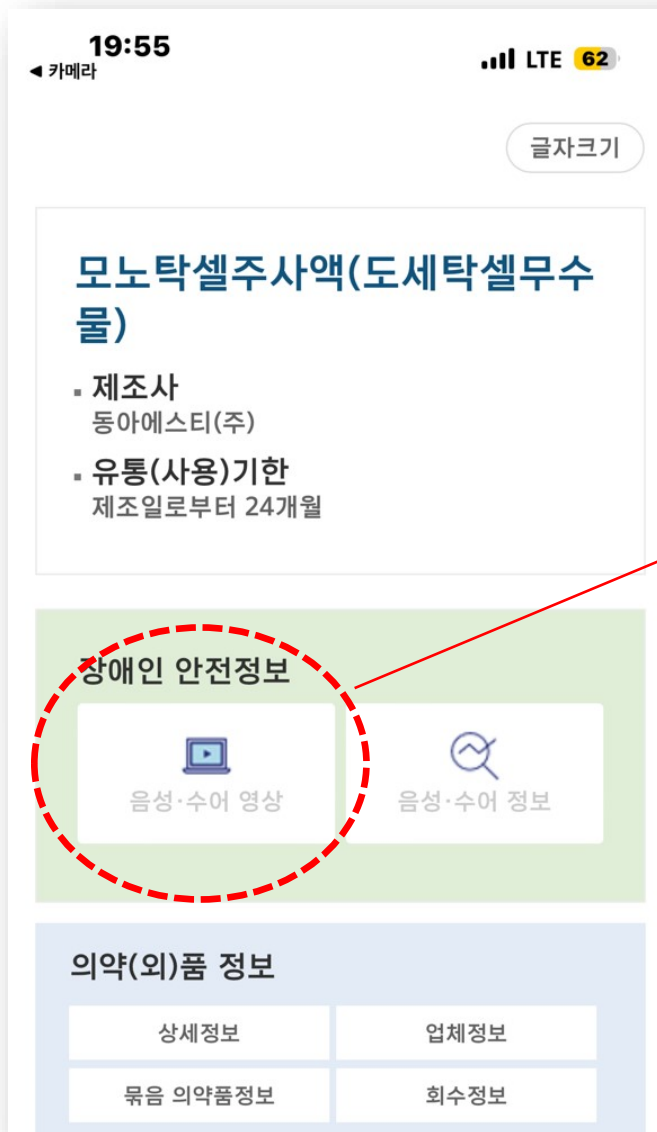 19:55
◀ 카메라
LTE 62
글자크기
모노탁셀주사액(도세탁셀무수
물)
제조사
동아에스티(주)
유통(사용)기한
제조일로부터 24개월
장애인 안전정보
음성·수어 영상
음성·수어 정보
의약(외)품 정보
상세정보
업체정보
묶음 의약품정보
회수정보